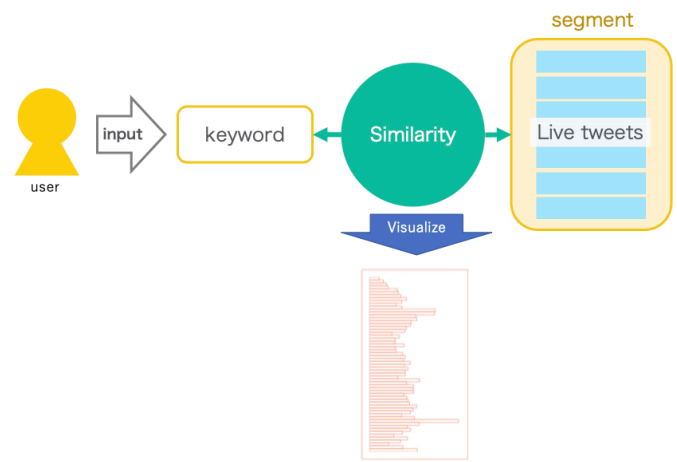 segment
user
input
keyword
Similarity
Live tweets
Visualize